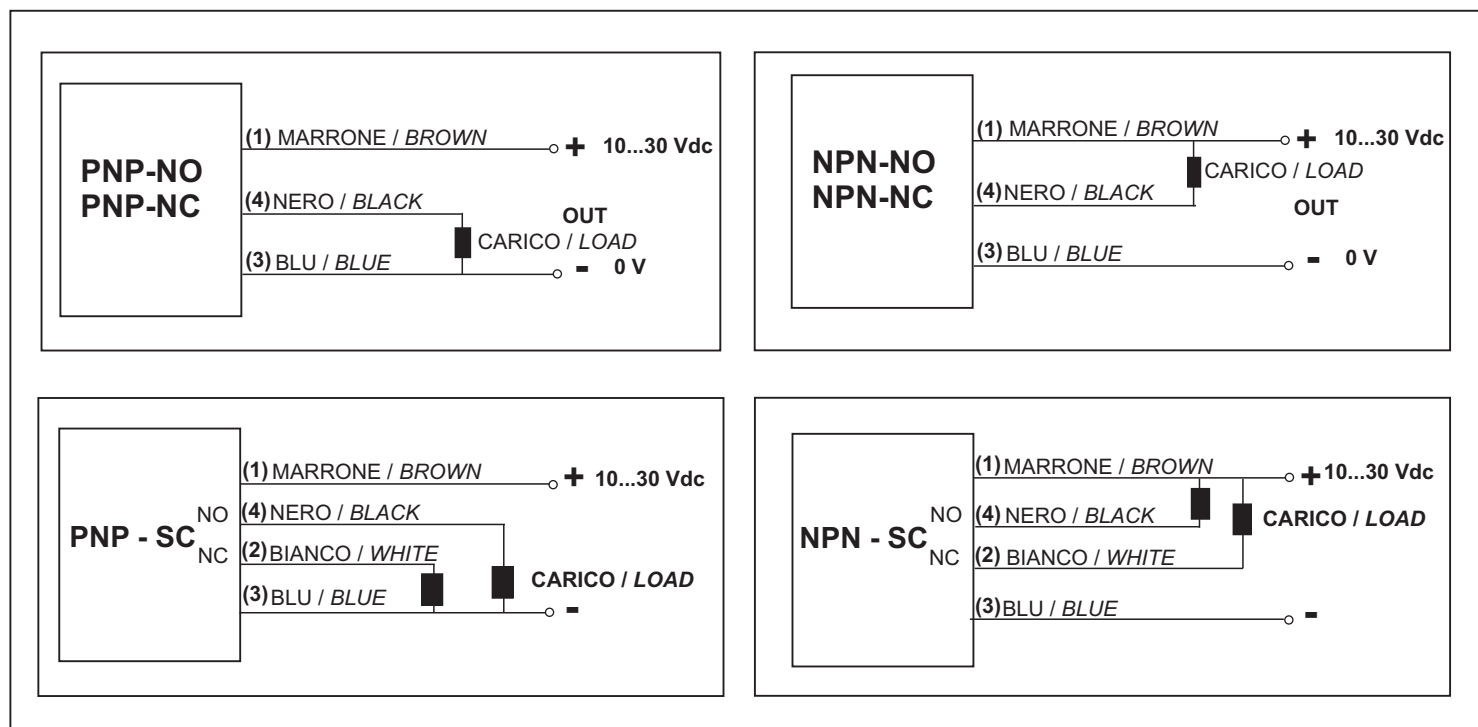 PNP-NO
PNP-NC
(1) MARRONE / BROWN
+ 10...30 Vdc
(4) NERO / BLACK
OUT
CARICO / LOAD
(3) BLU / BLUE
- 0 V
NPN-NO
NPN-NC
(1) MARRONE / BROWN
+ 10...30 Vdc
CARICO / LOAD
(4) NERO / BLACK
OUT
(3) BLU / BLUE
- 0 V
PNP - SC
NO
NC
(1) MARRONE / BROWN
+ 10...30 Vdc
(4) NERO / BLACK
(2) BIANCO / WHITE
CARICO / LOAD
(3) BLU / BLUE
-
NPN - SC
NO
NC
(1) MARRONE / BROWN
+ 10...30 Vdc
(4) NERO / BLACK
CARICO / LOAD
(2) BIANCO / WHITE
(3) BLU / BLUE
-